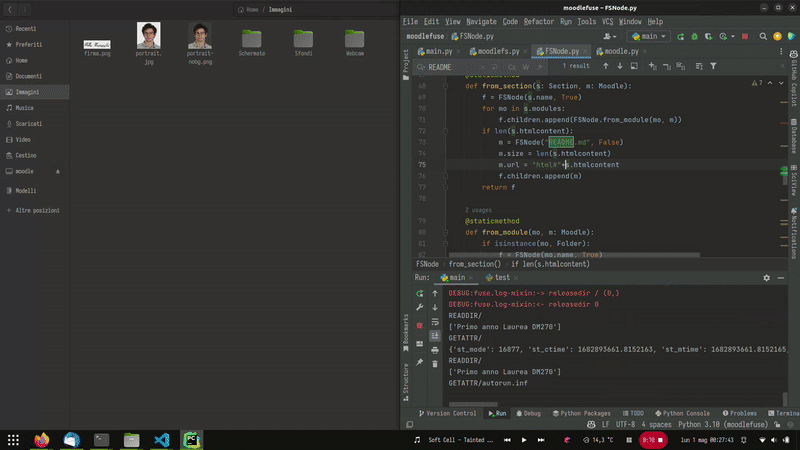 Home / Immagini
Recenti
Preferiti
Home
Documenti
Immagini
Musica
Scaricati
Video
Cestino
moodle
Modelli
+ Altre posizioni
firma.png
portrait.
jpg
portrait-
nobg.png
Schermate
Sfondi
Webcam
moodlefuse – FSNode.py
File Edit View Navigate Code Refactor Run Tools VCS Window Help
moodlefuse FSNode.py
main
main.py moodlefs.py FSNode.py moodle.py
README
Cc W 1 result
Project
Bookmarks
Structure
GitHub Copilot
Database
SciView
Notifications
7
@staticmethod
68 def from_section(s: Section, m: Moodle):
69 f = FSNode(s.name, True)
70 for mo in s.modules:
71 f.children.append(FSNode.from_module(mo, m))
72 if len(s.htmlcontent):
73 m = FSNode("README.md", False)
74 m.size = len(s.htmlcontent)
75 m.url = "html#"+s.htmlcontent
76 f.children.append(m)
77 return f
78
2 usages
79 @staticmethod
80 def from_module(mo, m: Moodle):
81 if isinstance(mo, Folder):
82 f = FSNode(mo.name, True)
FSNode › from_section() › if len(s.htmlcontent)
Run: main test
DEBUG:fuse.log-mixin:-> releasedir / (0,)
DEBUG:fuse.log-mixin:<- releasedir 0
READDIR/
['Primo anno Laurea DM270']
GETATTR/
{'st_mode': 16877, 'st_ctime': 1682893661.8152163, 'st_mtime': 1682893661.8152165,
READDIR/
['Primo anno Laurea DM270']
GETATTR/autorun.inf
Version Control Run Debug Python Packages TODO Python Console Problems Termina
LF UTF-8 4 spaces Python 3.10 (moodlefuse)
Soft Cell - Tainted ... 14,3 °C 0:10 lun 1 mag 00:27:43